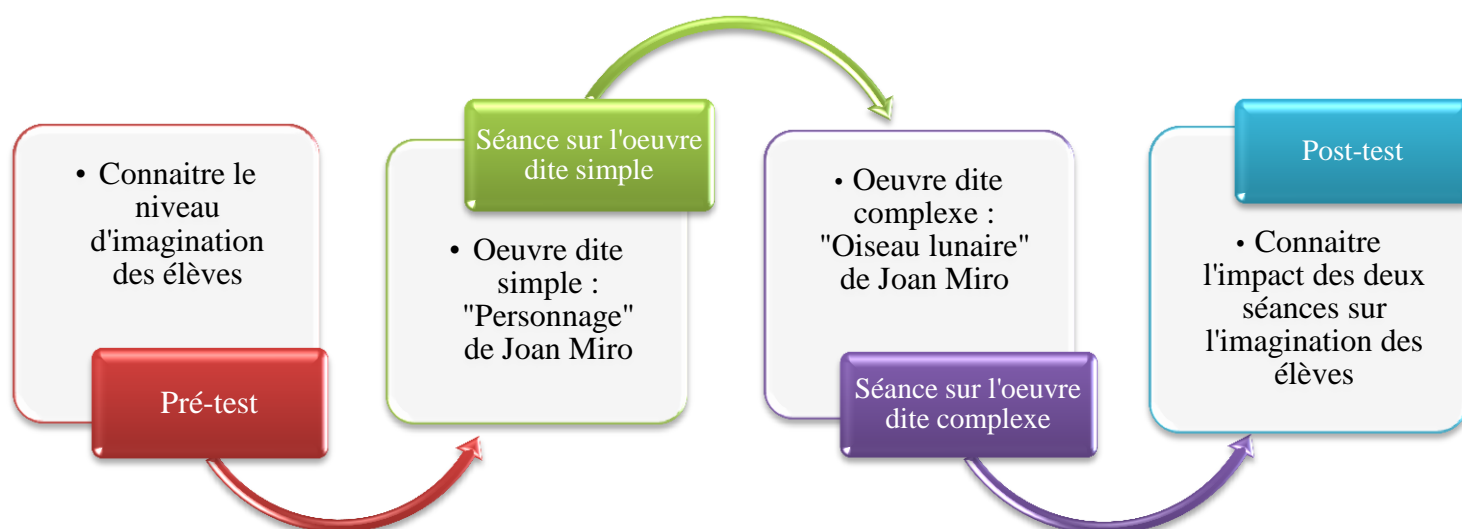 • Connaitre le
niveau
d'imagination
des élèves
Pré-test
Séance sur l'oeuvre
dite simple
• Oeuvre dite
simple :
"Personnage"
de Joan Miro
• Oeuvre dite
complexe :
"Oiseau lunaire"
de Joan Miro
Séance sur l'oeuvre
dite complexe
Post-test
• Connaitre
l'impact des deux
séances sur
l'imagination des
élèves